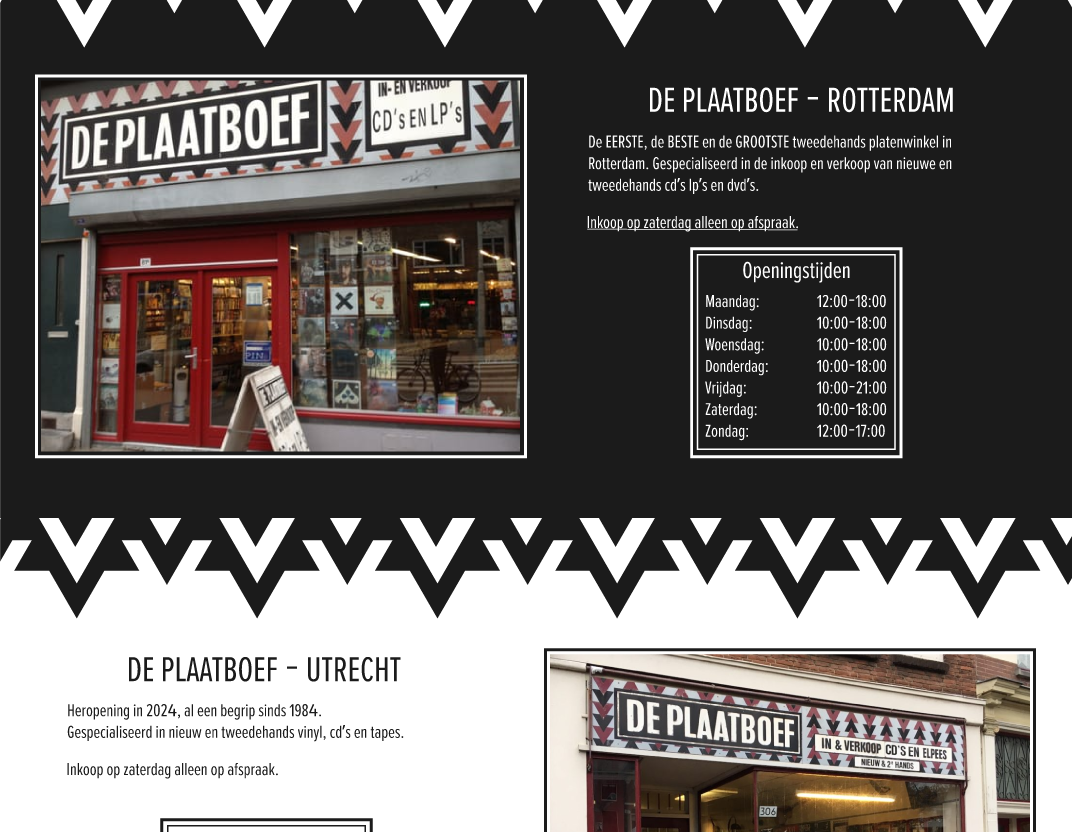 DE PLAATBOEF
IN- EN VERKOOP
CD's EN LP's
PIN
DE PLAATBOEF – ROTTERDAM
De EERSTE, de BESTE en de GROOTSTE tweedehands platenwinkel in
Rotterdam. Gespecialiseerd in de inkoop en verkoop van nieuwe en
tweedehands cd's lp's en dvd's.
Inkoop op zaterdag alleen op afspraak.
Openingstijden
Maandag: 12:00-18:00
Dinsdag: 10:00-18:00
Woensdag: 10:00-18:00
Donderdag: 10:00-18:00
Vrijdag: 10:00-21:00
Zaterdag: 10:00-18:00
Zondag: 12:00-17:00
DE PLAATBOEF – UTRECHT
Heropening in 2024, al een begrip sinds 1984.
Gespecialiseerd in nieuw en tweedehands vinyl, cd's en tapes.
Inkoop op zaterdag alleen op afspraak.
DE PLAATBOEF
IN & VERKOOP CD'S EN ELPEES
NIEUW & 2e HANDS
306